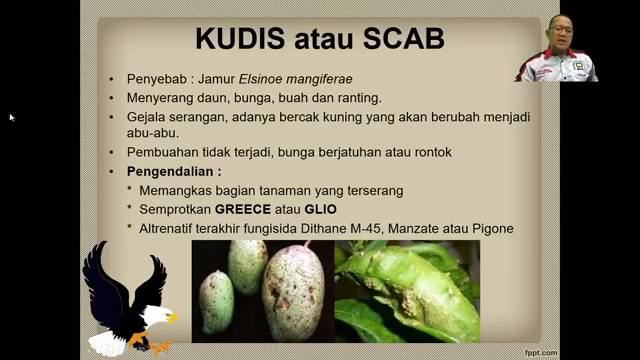 KUDIS atau SCAB
• Penyebab : Jamur Elsinoe mangiferae
• Menyerang daun, bunga, buah dan ranting.
• Gejala serangan, adanya bercak kuning yang akan berubah menjadi
abu-abu.
• Pembuahan tidak terjadi, bunga berjatuhan atau rontok
• Pengendalian :
* Memangkas bagian tanaman yang terserang
* Semprotkan GREECE atau GLIO
* Altrenatif terakhir fungisida Dithane M-45, Manzate atau Pigone
fppt.com